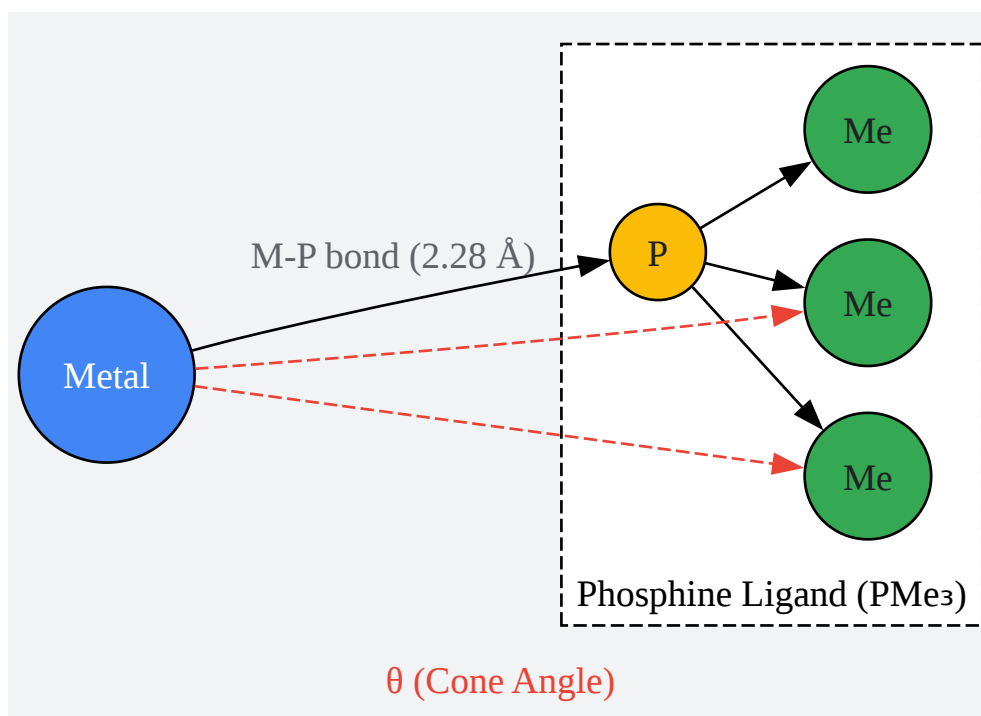 Me
M-P bond (2.28 Å)
P
Me
Metal
Me
Phosphine Ligand (PMe₃)
θ (Cone Angle)